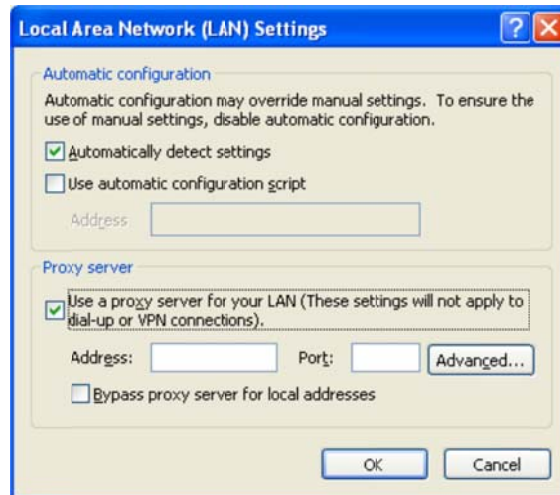 Local Area Network (LAN) Settings
Automatic configuration
Automatic configuration may override manual settings. To ensure the
use of manual settings, disable automatic configuration.
Automatically detect settings
Use automatic configuration script
Address
Proxy server
Use a proxy server for your LAN (These settings will not apply to
dial-up or VPN connections).
Address: Port: Advanced...
Bypass proxy server for local addresses
OK Cancel